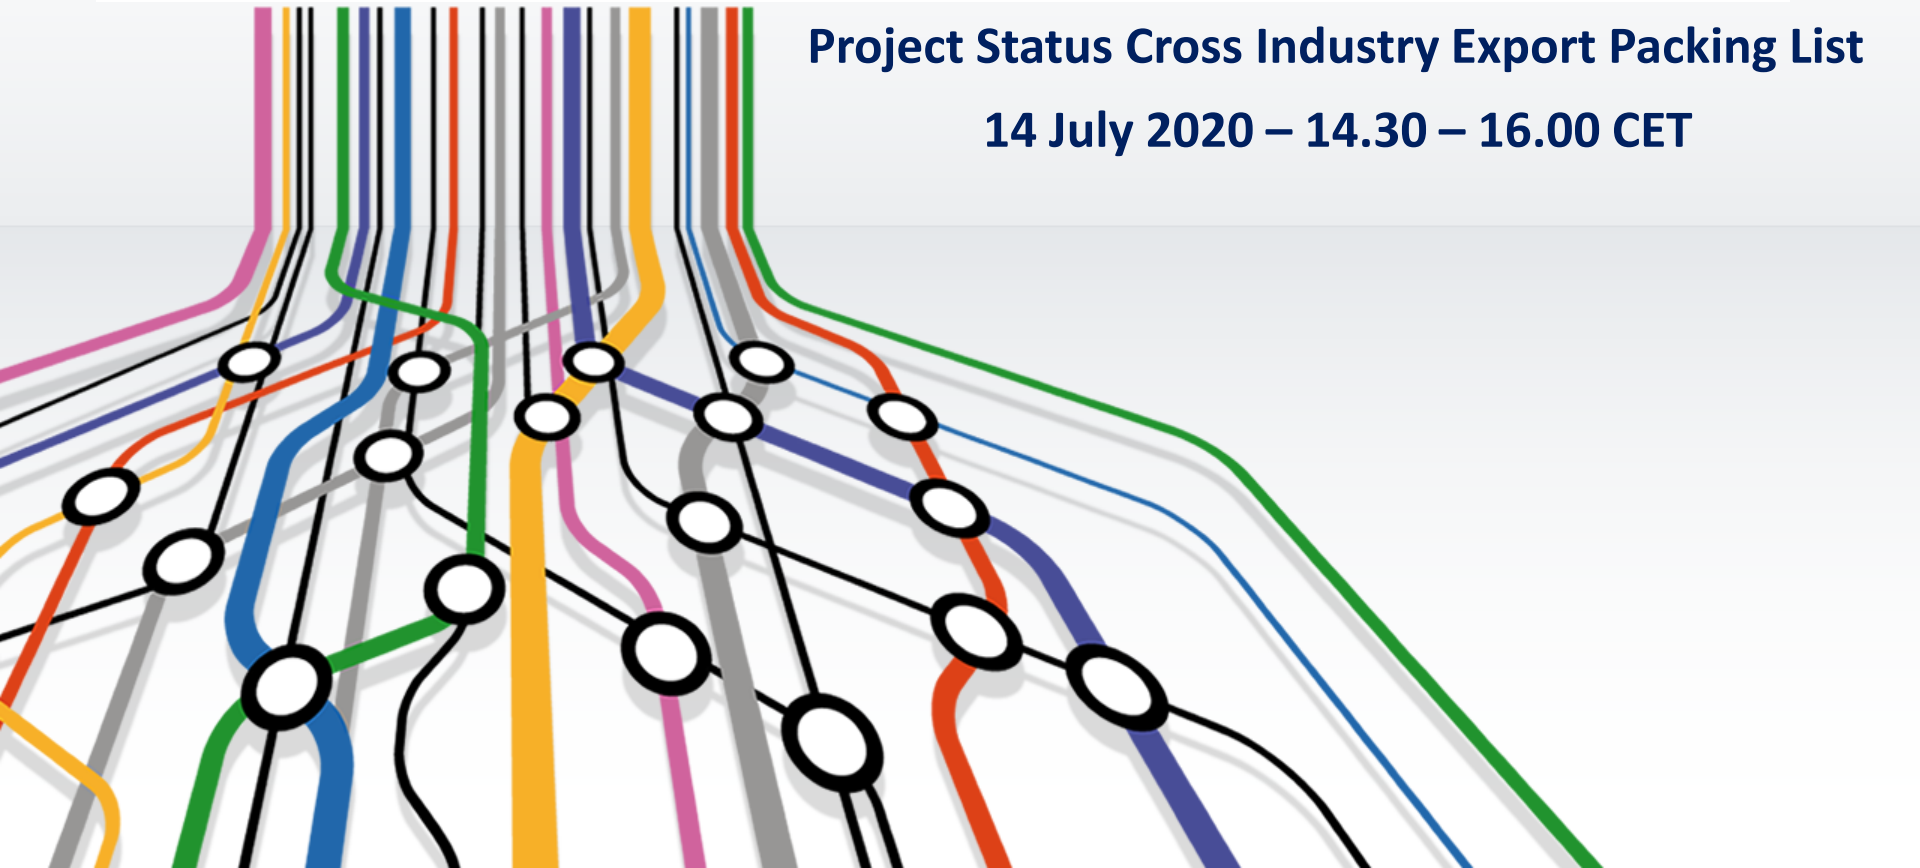 Project Status Cross Industry Export Packing List
14 July 2020 – 14.30 – 16.00 CET